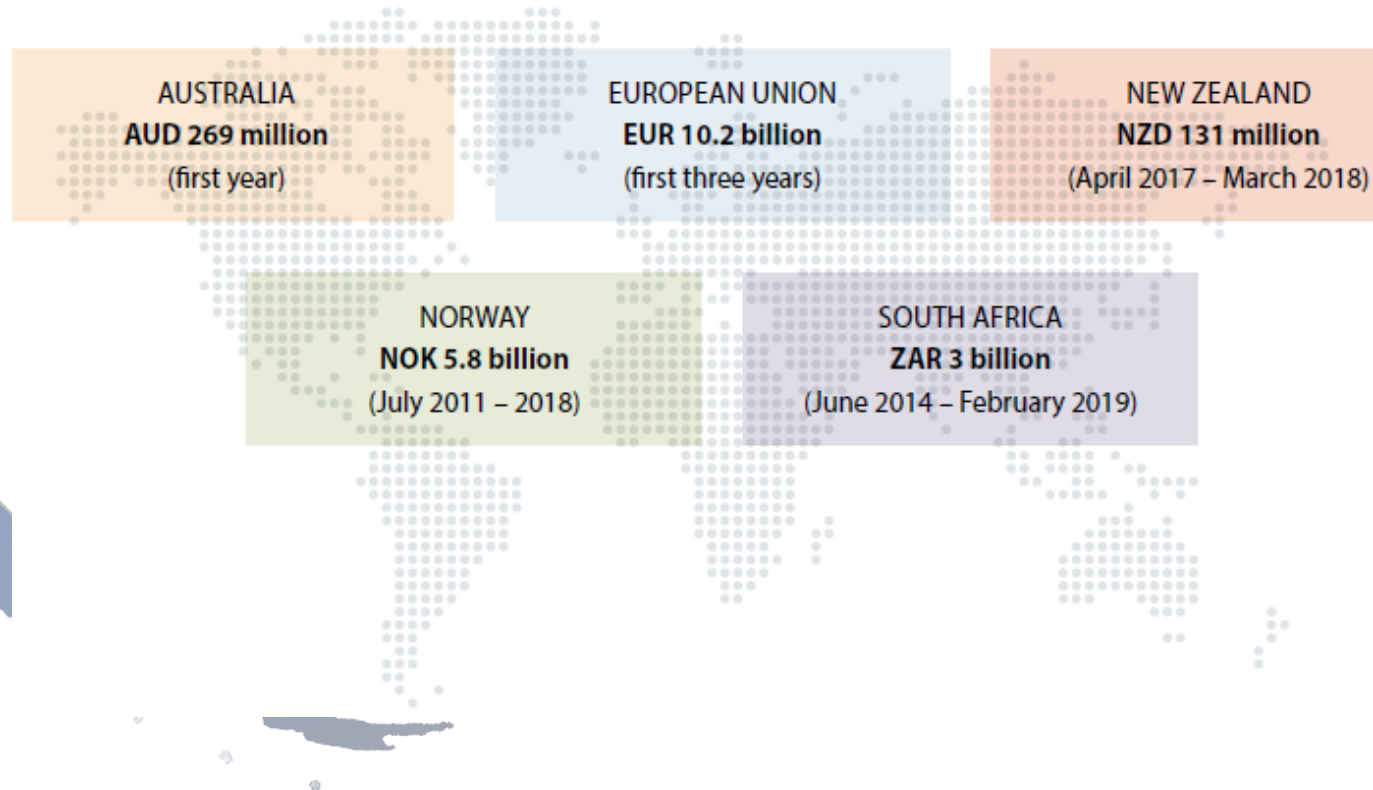 AUSTRALIA
AUD 269 million
(first year)
EUROPEAN UNION
EUR 10.2 billion
(first three years)
NEW ZEALAND
NZD 131 million
(April 2017 – March 2018)
NORWAY
NOK 5.8 billion
(July 2011 – 2018)
SOUTH AFRICA
ZAR 3 billion
(June 2014 – February 2019)